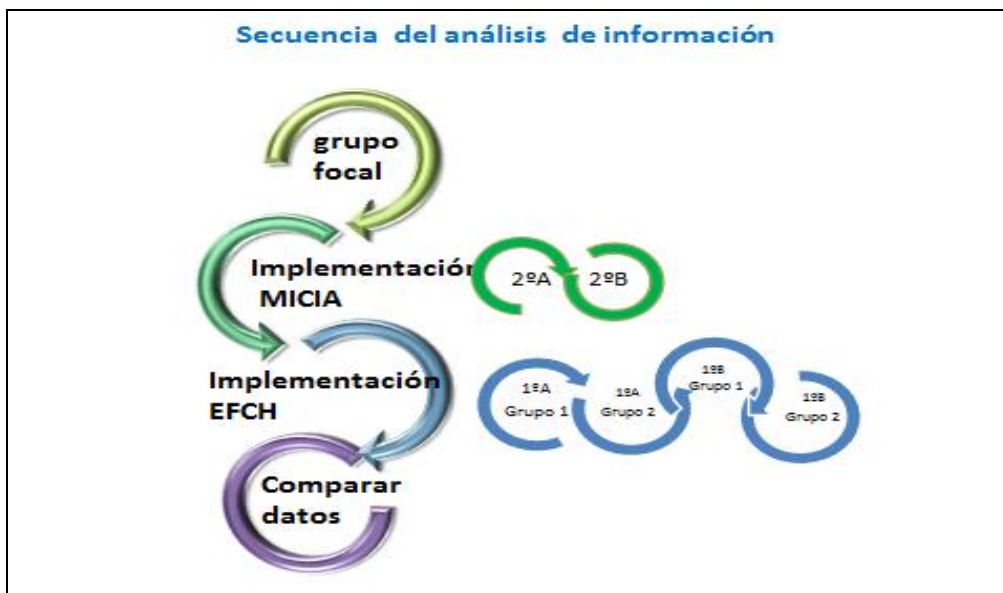 Secuencia del análisis de información
grupo
focal
Implementación
MICIA
2ºA
2ºB
Implementación
EFCH
1ºA
Grupo 1
1ºA
Grupo 2
1ºB
Grupo 1
1ºB
Grupo 2
Comparar
datos